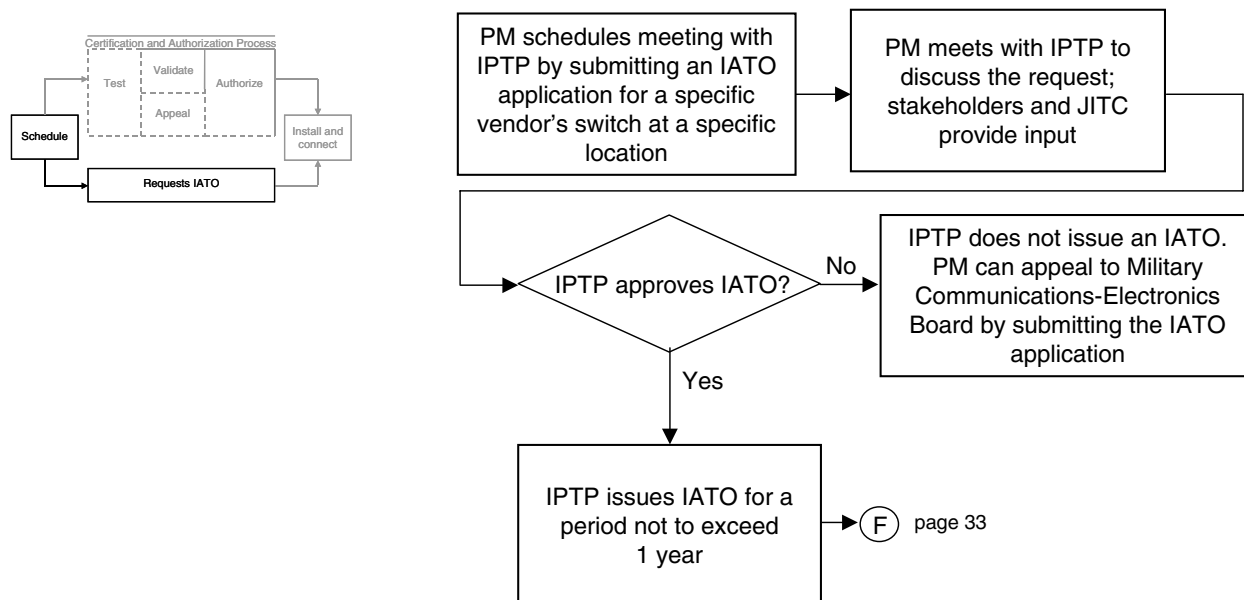 Certification and Authorization Process
Test
Validate
Appeal
Authorize
Schedule
Install and
connect
Requests IATO
PM schedules meeting with
IPTP by submitting an IATO
application for a specific
vendor's switch at a specific
location
PM meets with IPTP to
discuss the request;
stakeholders and JITC
provide input
IPTP approves IATO?
No
IPTP does not issue an IATO.
PM can appeal to Military
Communications-Electronics
Board by submitting the IATO
application
Yes
IPTP issues IATO for a
period not to exceed
1 year
F
page 33